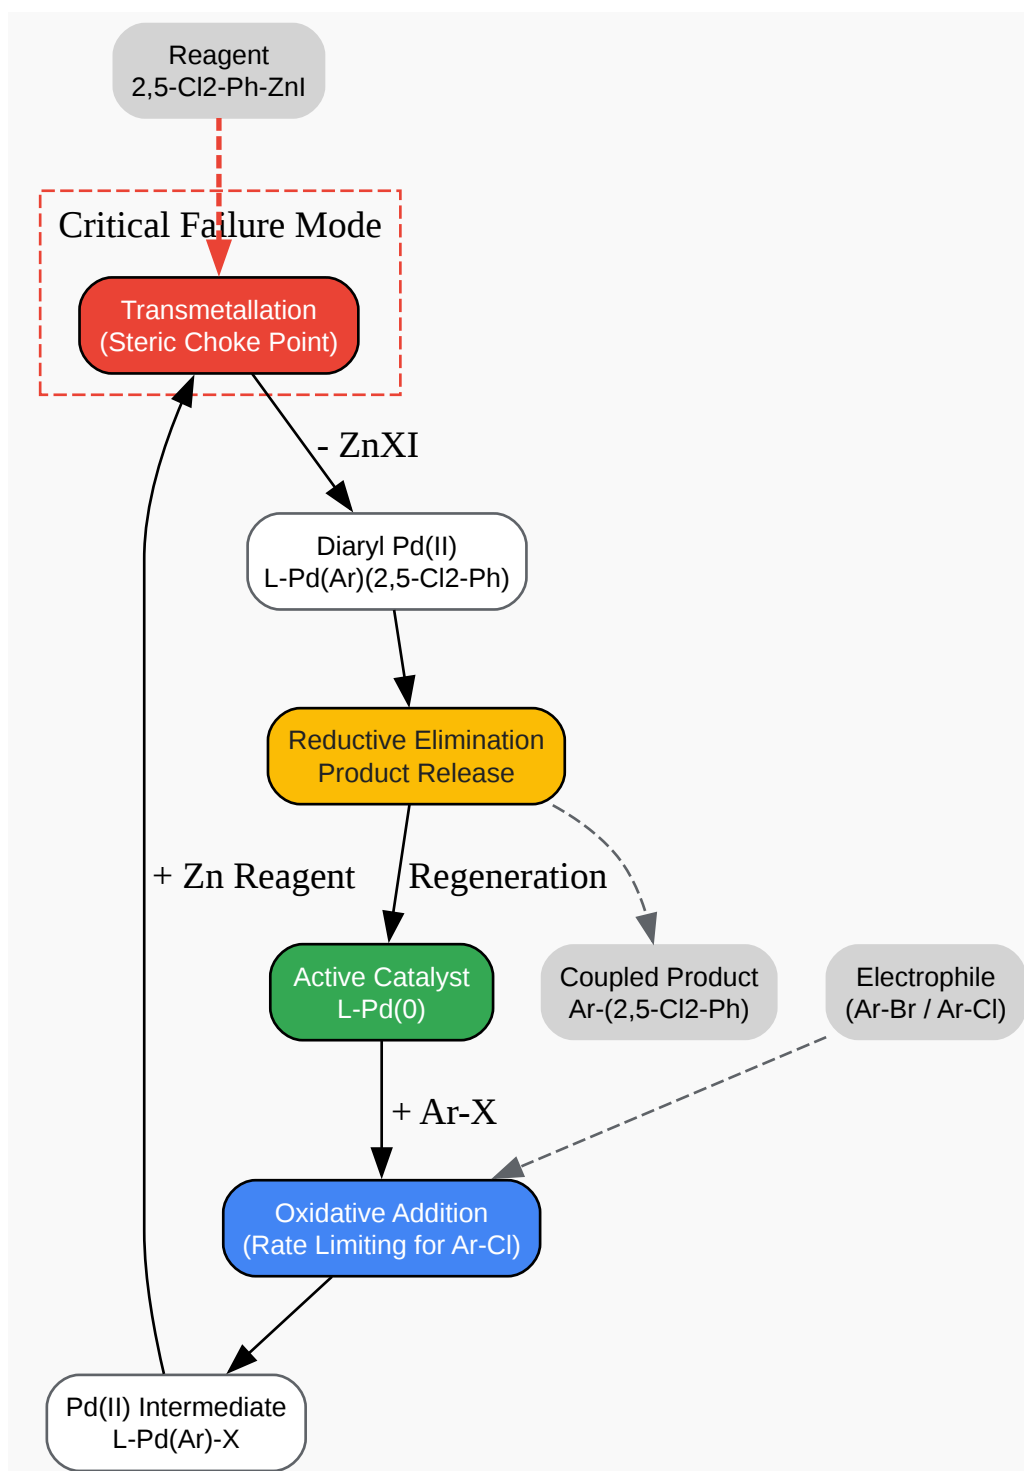 Reagent
2,5-Cl2-Ph-ZnI
Critical Failure Mode
Transmetallation
(Steric Choke Point)
- ZnXI
Diaryl Pd(II)
L-Pd(Ar)(2,5-Cl2-Ph)
Reductive Elimination
Product Release
+ Zn Reagent
Regeneration
Active Catalyst
L-Pd(0)
Coupled Product
Ar-(2,5-Cl2-Ph)
Electrophile
(Ar-Br / Ar-Cl)
+ Ar-X
Oxidative Addition
(Rate Limiting for Ar-Cl)
Pd(II) Intermediate
L-Pd(Ar)-X